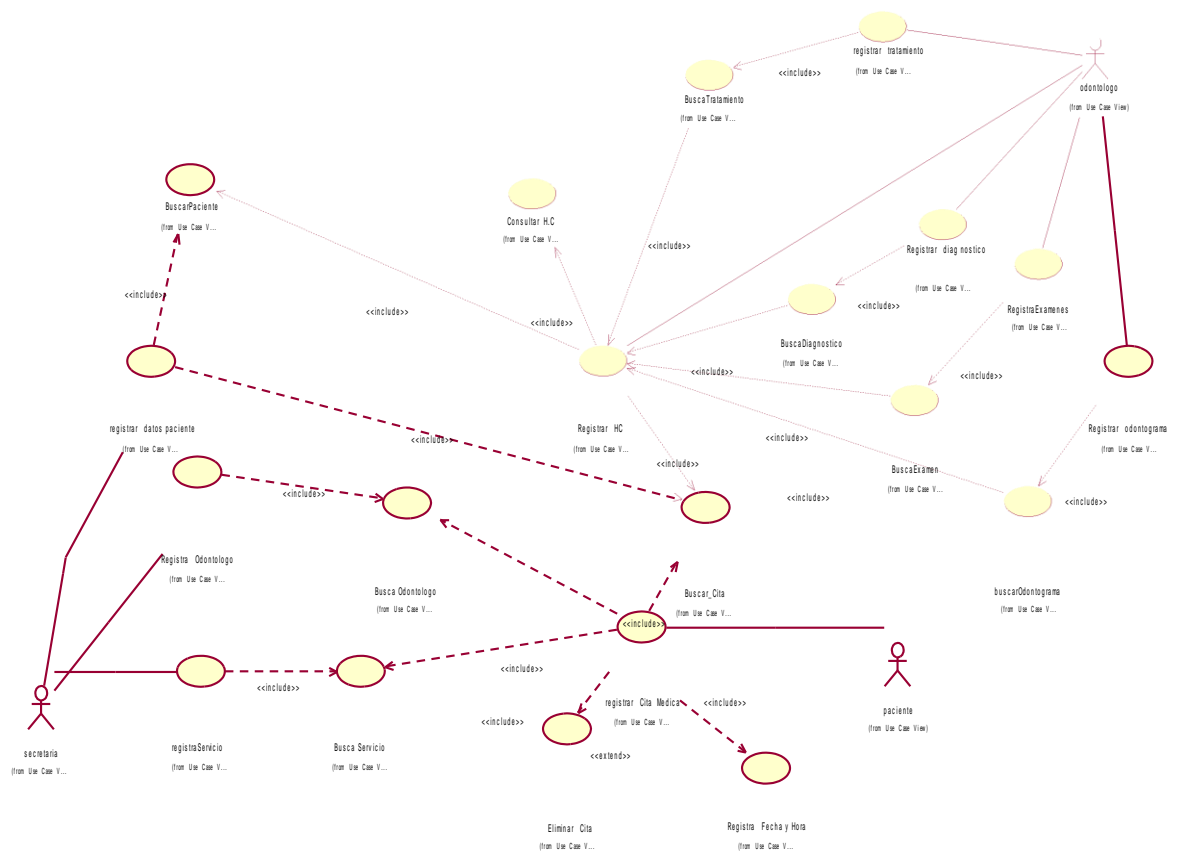 registrar tratamiento
(from Use Case V...
<<include>>
BuscaTratamiento
(from Use Case V...
odontologo
(from Use Case View)
BuscarPaciente
(from Use Case V...
Consultar H.C
(from Use Case V...
<<include>>
Registrar diagnostico
(from Use Case V...
<<include>>
<<include>>
<<include>>
<<include>>
RegistraExamenes
(from Use Case V...
BuscaDiagnostico
(from Use Case V...
<<include>>
<<include>>
registrar datos paciente
(from Use Case V...
<<include>>
Registrar HC
(from Use Case V...
<<include>>
Registrar odontograma
(from Use Case V...
<<include>>
BuscaExamen
(from Use Case V...
<<include>>
<<include>>
<<include>>
Registra Odontologo
(from Use Case V...
Busca Odontologo
(from Use Case V...
Buscar_Cita
(from Use Case V...
buscarOdontograma
(from Use Case V...
<<include>>
<<include>>
<<include>>
registrar Cita Medica
(from Use Case V...
<<include>>
paciente
(from Use Case View)
<<include>>
secretaria
(from Use Case V...
registraServicio
(from Use Case V...
Busca Servicio
(from Use Case V...
<<extend>>
Eliminar Cita
(from Use Case V...
Registra Fecha y Hora
(from Use Case V...